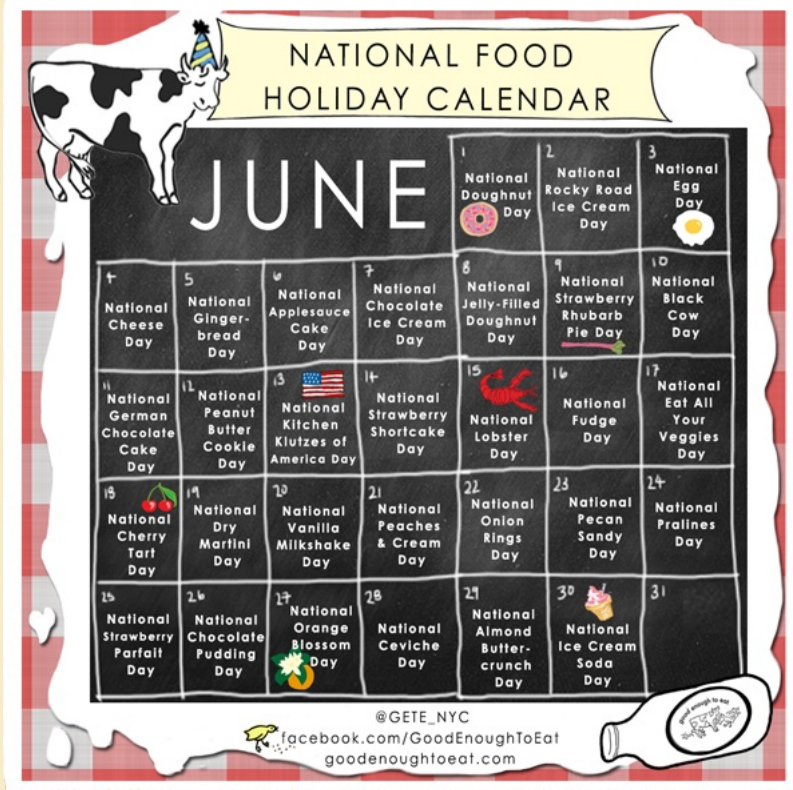 NATIONAL FOOD
HOLIDAY CALENDAR
JUNE
1
National
Doughnut
Day
2
National
Rocky Road
Ice Cream
Day
3
National
Egg
Day
4
National
Cheese
Day
5
National
Ginger-
bread
Day
6
National
Applesauce
Cake
Day
7
National
Chocolate
Ice Cream
Day
8
National
Jelly-Filled
Doughnut
Day
9
National
Strawberry
Rhubarb
Pie Day
10
National
Black
Cow
Day
11
National
German
Chocolate
Cake
Day
12
National
Peanut
Butter
Cookie
Day
13
National
Kitchen
Klutzes of
America Day
14
National
Strawberry
Shortcake
Day
15
National
Lobster
Day
16
National
Fudge
Day
17
National
Eat All
Your
Veggies
Day
18
National
Cherry
Tart
Day
19
National
Dry
Martini
Day
20
National
Vanilla
Milkshake
Day
21
National
Peaches
& Cream
Day
22
National
Onion
Rings
Day
23
National
Pecan
Sandy
Day
24
National
Pralines
Day
25
National
Strawberry
Parfait
Day
26
National
Chocolate
Pudding
Day
27
National
Orange
Blossom
Day
28
National
Ceviche
Day
29
National
Almond
Butter-
crunch
Day
30
National
Ice Cream
Soda
Day
31
@GETE_NYC
facebook.com/GoodEnoughToEat
goodenoughtoeat.com
good enough to eat